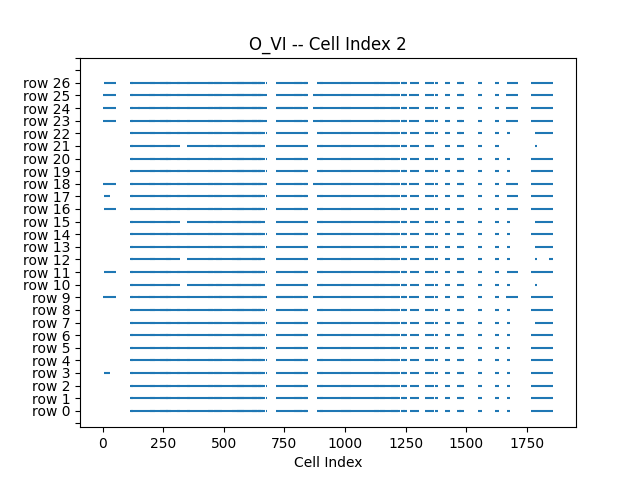 O_VI -- Cell Index 2
row 26
row 25
row 24
row 23
row 22
row 21
row 20
row 19
row 18
row 17
row 16
row 15
row 14
row 13
row 12
row 11
row 10
row 9
row 8
row 7
row 6
row 5
row 4
row 3
row 2
row 1
row 0
0 250 500 750 1000 1250 1500 1750
Cell Index